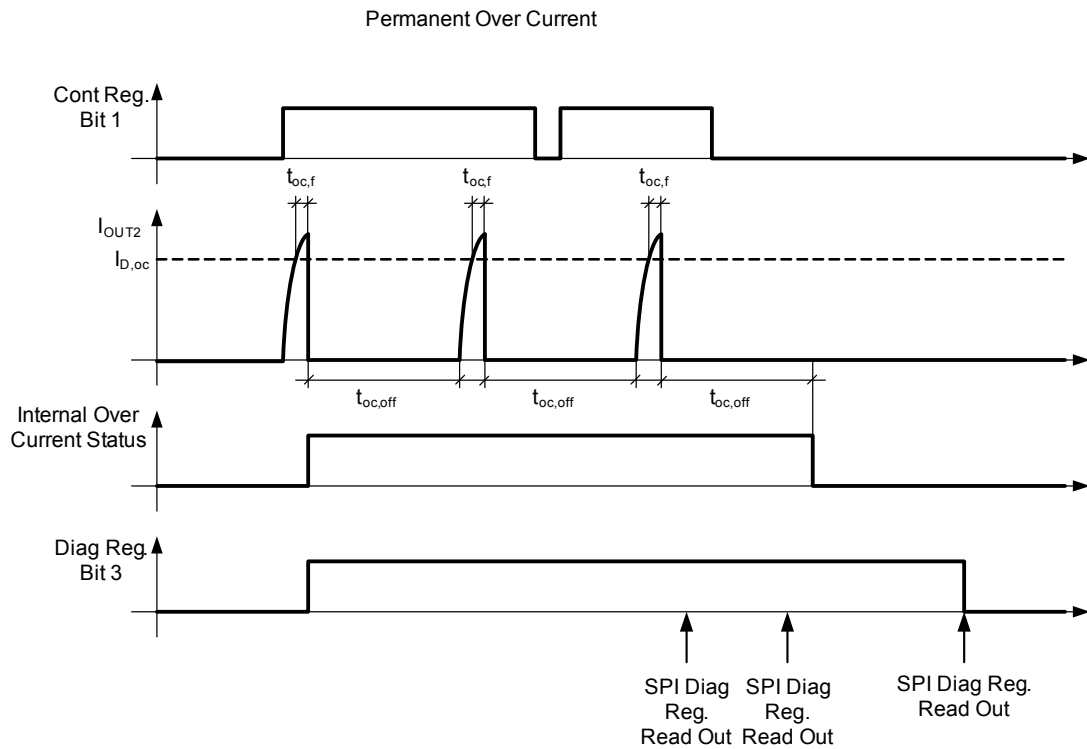 Permanent Over Current
Cont Reg.
Bit 1
toc,f
toc,f
toc,f
IOUT2
ID,oc
toc,off
toc,off
toc,off
Internal Over
Current Status
Diag Reg.
Bit 3
SPI Diag
Reg.
Read Out
SPI Diag
Reg.
Read Out
SPI Diag Reg.
Read Out